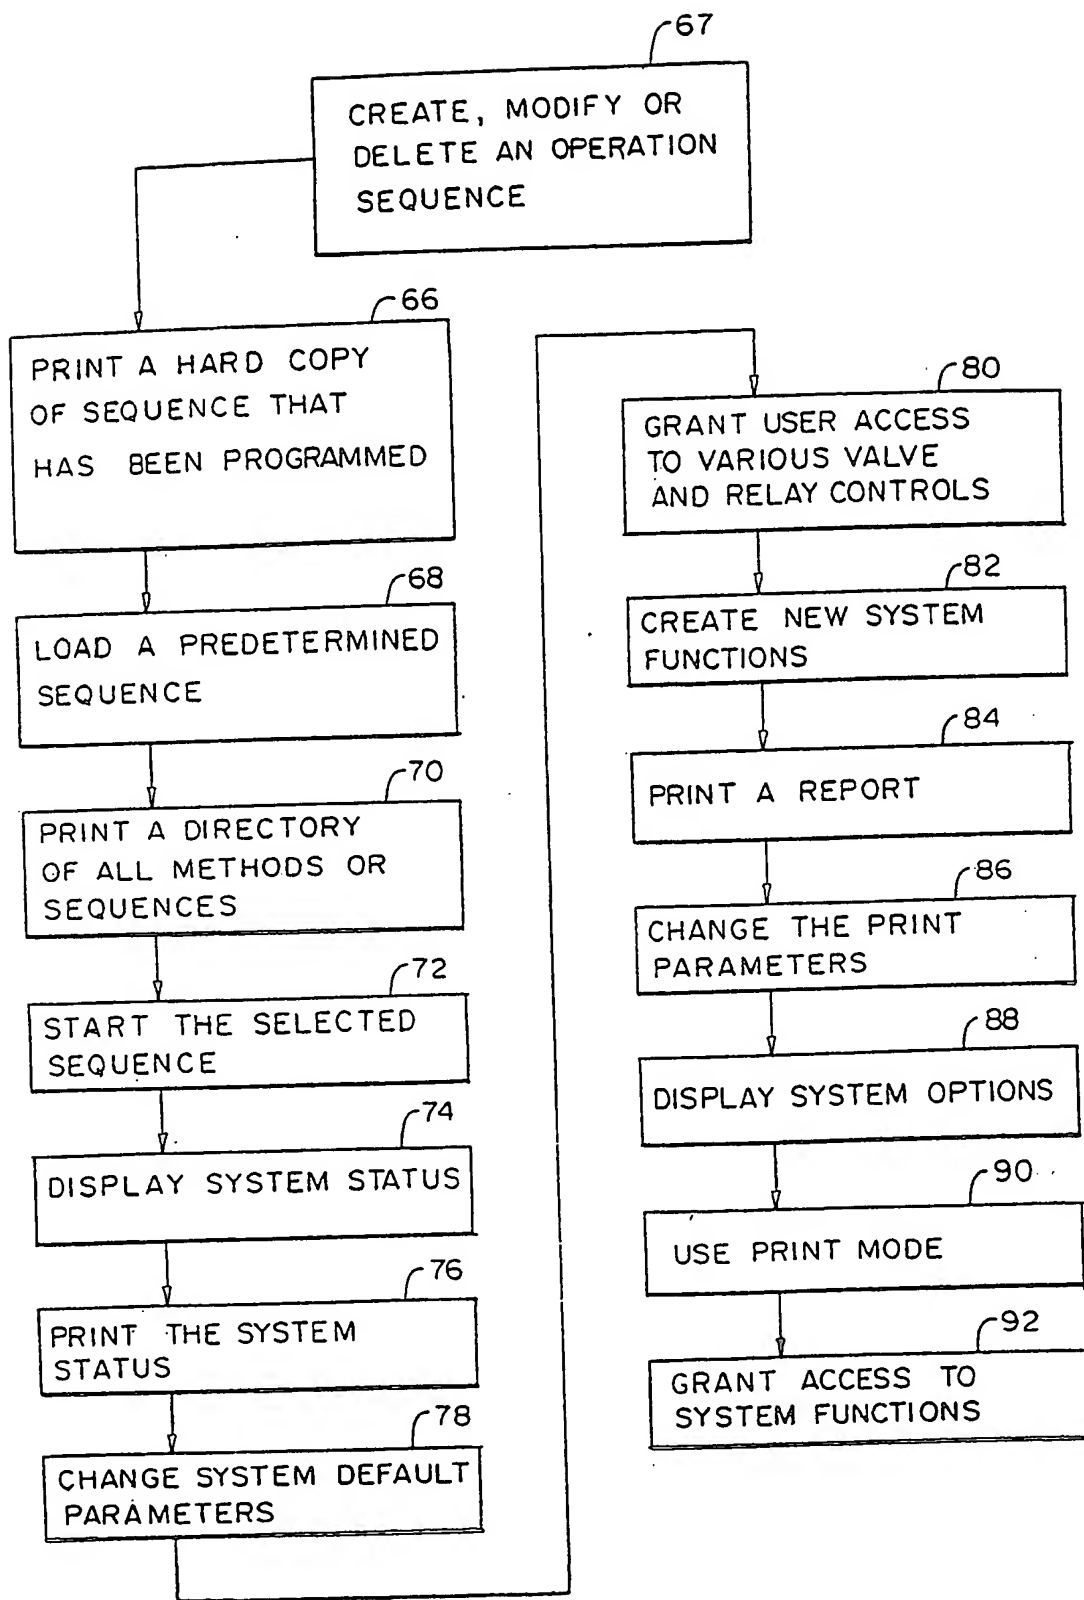 67
CREATE, MODIFY OR
DELETE AN OPERATION
SEQUENCE
66
PRINT A HARD COPY
OF SEQUENCE THAT
HAS BEEN PROGRAMMED
68
LOAD A PREDETERMINED
SEQUENCE
70
PRINT A DIRECTORY
OF ALL METHODS OR
SEQUENCES
72
START THE SELECTED
SEQUENCE
74
DISPLAY SYSTEM STATUS
76
PRINT THE SYSTEM
STATUS
78
CHANGE SYSTEM DEFAULT
PARAMETERS
80
GRANT USER ACCESS
TO VARIOUS VALVE
AND RELAY CONTROLS
82
CREATE NEW SYSTEM
FUNCTIONS
84
PRINT A REPORT
86
CHANGE THE PRINT
PARAMETERS
88
DISPLAY SYSTEM OPTIONS
90
USE PRINT MODE
92
GRANT ACCESS TO
SYSTEM FUNCTIONS